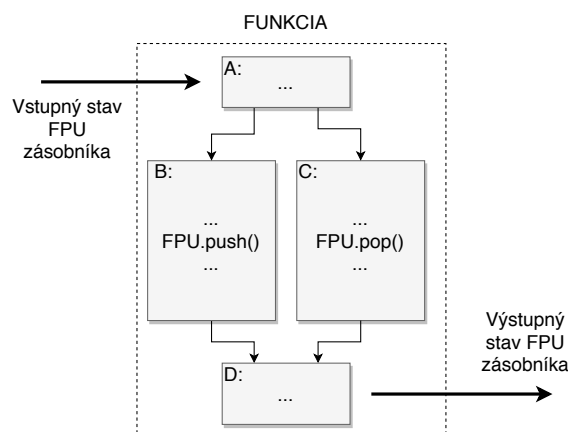 FUNKCIA
A:
...
Vstupný stav
FPU
zásobníka
B:
...
FPU.push()
...
C:
...
FPU.pop()
...
Výstupný
stav FPU
zásobníka
D:
...